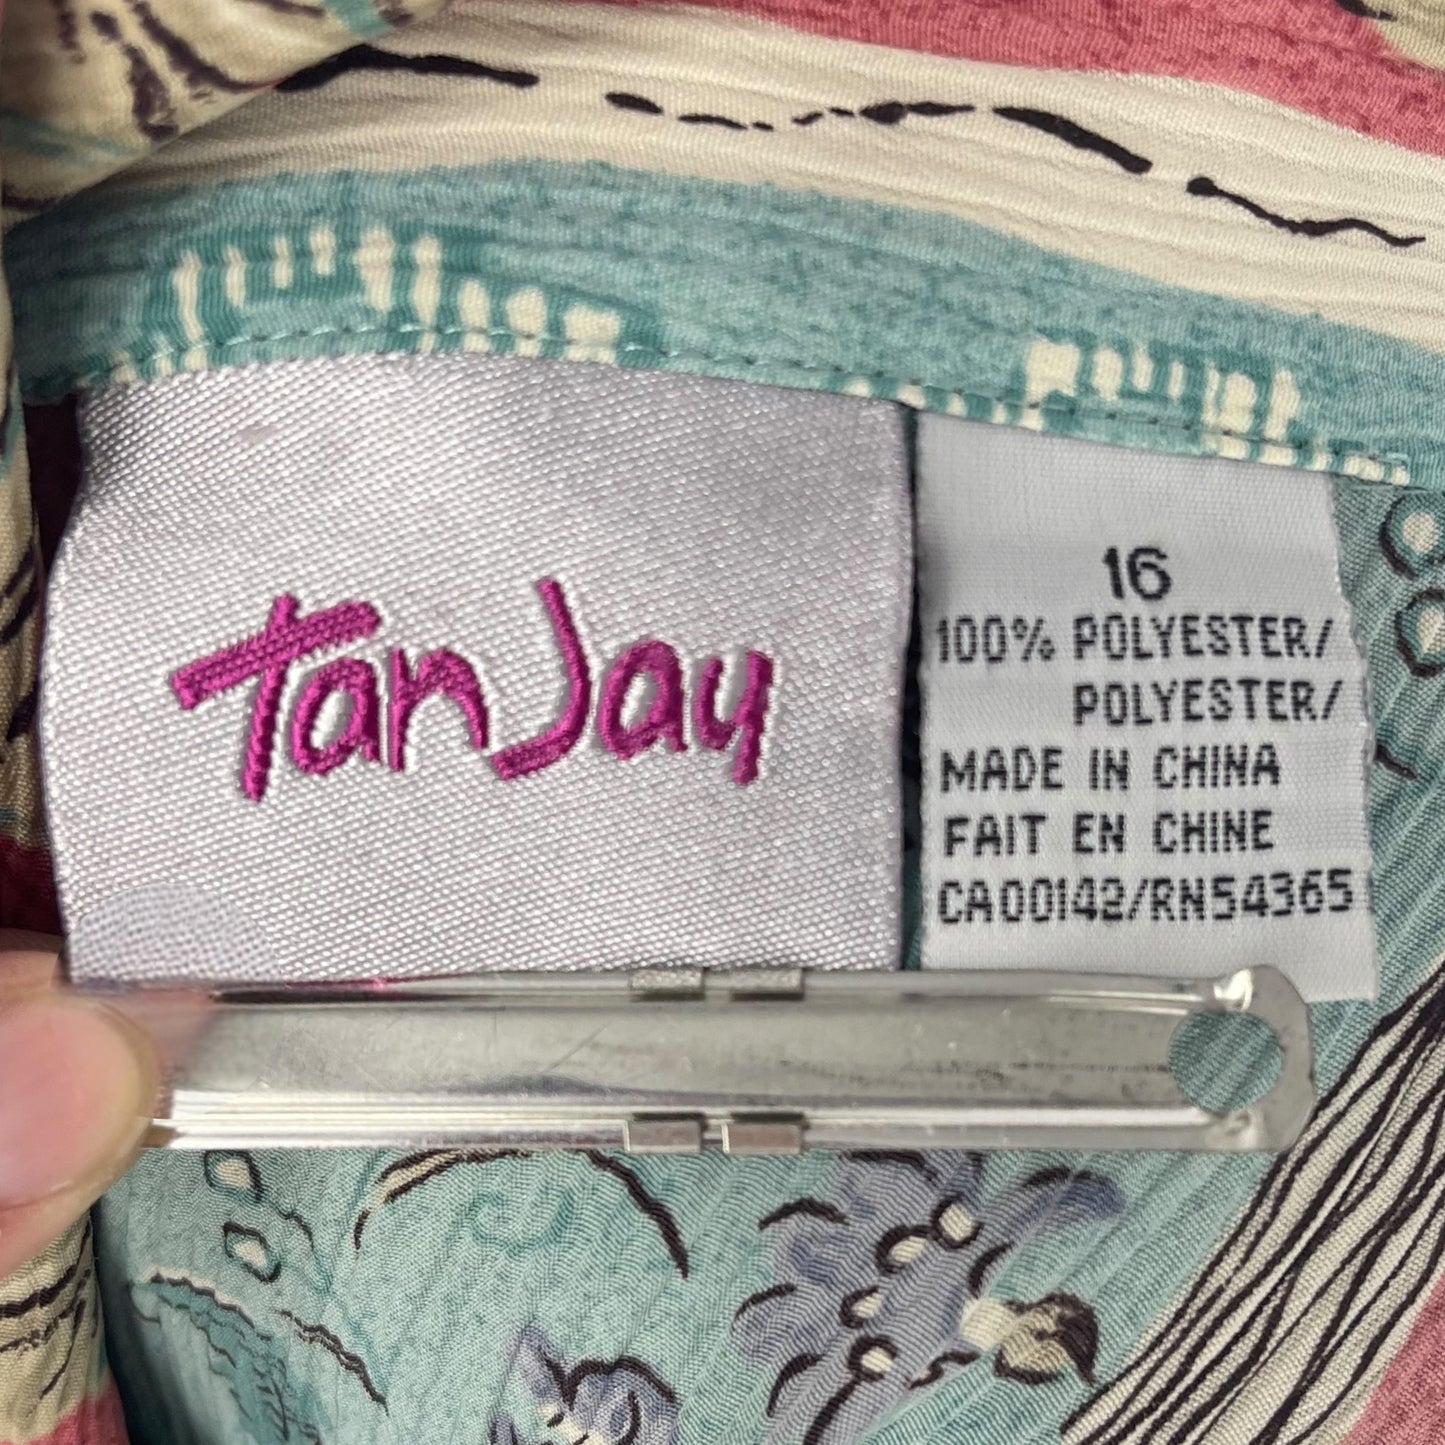 TanJay
16
100% POLYESTER/
POLYESTER/
MADE IN CHINA
FAIT EN CHINE
CA00142/RN54365